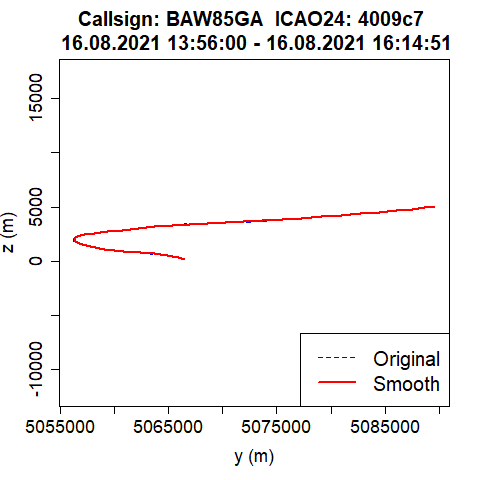 Callsign: BAW85GA  ICAO24: 4009c7
16.08.2021 13:56:00 - 16.08.2021 16:14:51
15000
5000
0
-10000
z (m)
Original
Smooth
5055000 5065000 5075000 5085000
y (m)